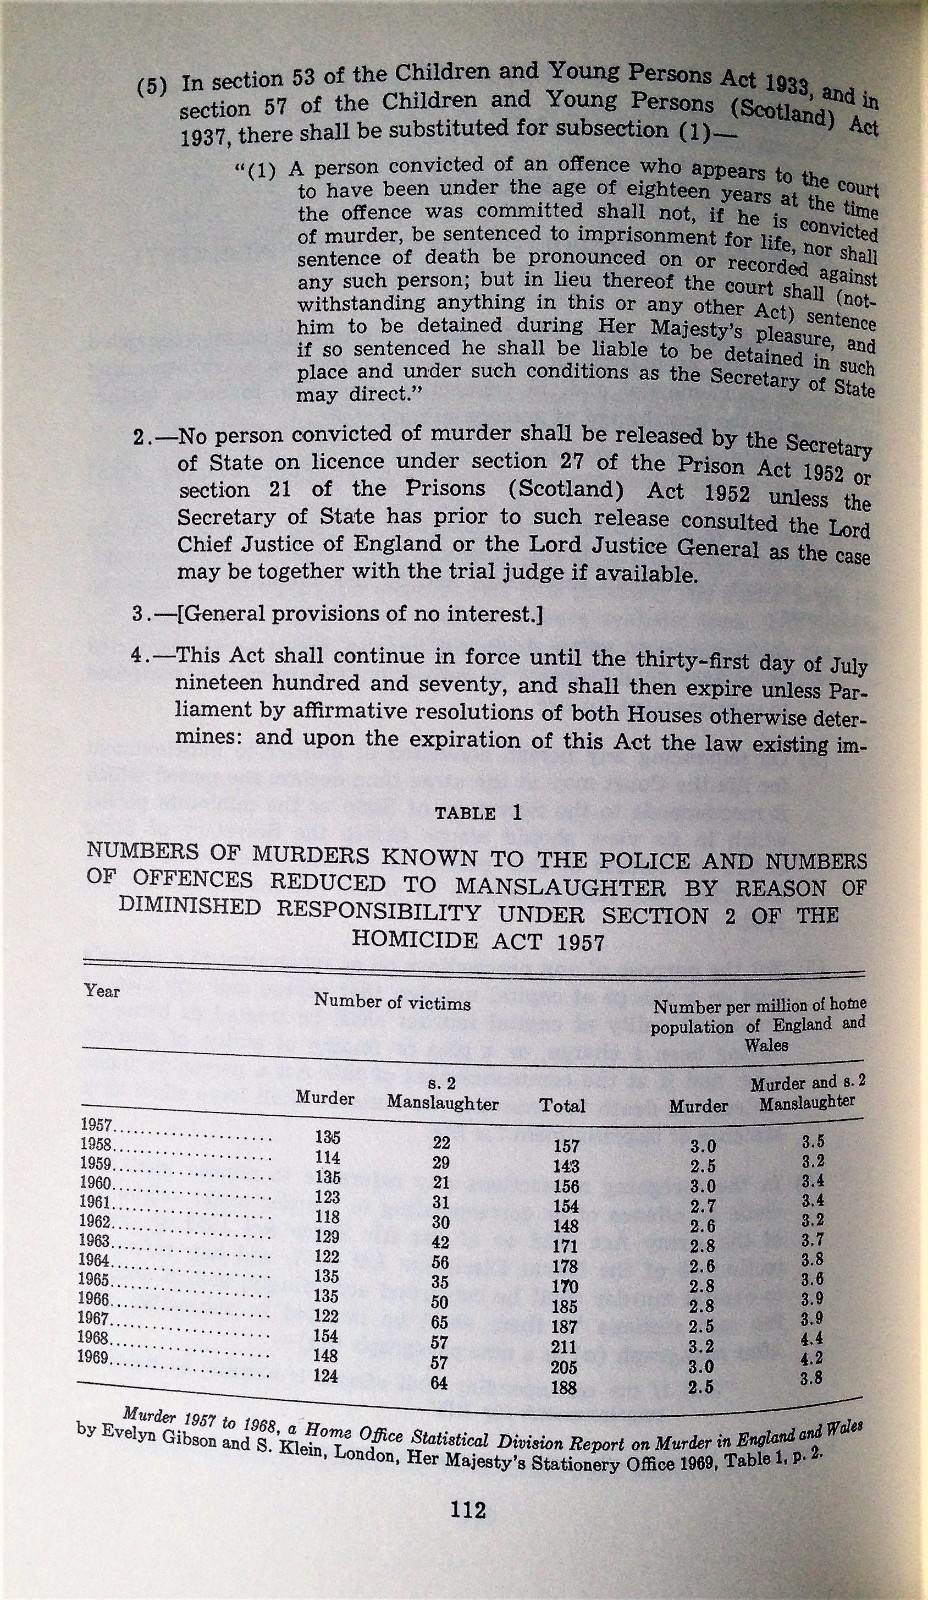 (5) In section 53 of the Children and Young Persons Act 1933, and in
section 57 of the Children and Young Persons (Scotland) Act
1937, there shall be substituted for subsection (1)—
“(1) A person convicted of an offence who appears to the court
to have been under the age of eighteen years at the time
the offence was committed shall not, if he is convicted
of murder, be sentenced to imprisonment for life, nor shall
sentence of death be pronounced on or recorded against
any such person; but in lieu thereof the court shall (not-
withstanding anything in this or any other Act) sentence
him to be detained during Her Majesty's pleasure, and
if so sentenced he shall be liable to be detained in such
place and under such conditions as the Secretary of State
may direct.”
2.—No person convicted of murder shall be released by the Secretary
of State on licence under section 27 of the Prison Act 1952 or
section 21 of the Prisons (Scotland) Act 1952 unless the
Secretary of State has prior to such release consulted the Lord
Chief Justice of England or the Lord Justice General as the case
may be together with the trial judge if available.
3.—[General provisions of no interest.]
4.—This Act shall continue in force until the thirty-first day of July
nineteen hundred and seventy, and shall then expire unless Par-
liament by affirmative resolutions of both Houses otherwise deter-
mines: and upon the expiration of this Act the law existing im-
TABLE 1
NUMBERS OF MURDERS KNOWN TO THE POLICE AND NUMBERS
OF OFFENCES REDUCED TO MANSLAUGHTER BY REASON OF
DIMINISHED RESPONSIBILITY UNDER SECTION 2 OF THE
HOMICIDE ACT 1957
Year Number of victims Number per million of home
population of England and
Wales
s. 2 Murder and s. 2
Murder Manslaughter Total Murder Manslaughter
1957 135 22 157 3.0 3.5
1958 114 29 143 2.5 3.2
1959 135 21 156 3.0 3.4
1960 123 31 154 2.7 3.4
1961 118 30 148 2.6 3.2
1962 129 42 171 2.8 3.7
1963 122 56 178 2.6 3.8
1964 135 35 170 2.8 3.6
1965 135 50 185 2.8 3.9
1966 122 65 187 2.5 3.9
1967 154 57 211 3.2 4.4
1968 148 57 205 3.0 4.2
1969 124 64 188 2.5 3.8
Murder 1957 to 1968, a Home Office Statistical Division Report on Murder in England and Wales
by Evelyn Gibson and S. Klein, London, Her Majesty's Stationery Office 1969, Table 1, p. 2.
112